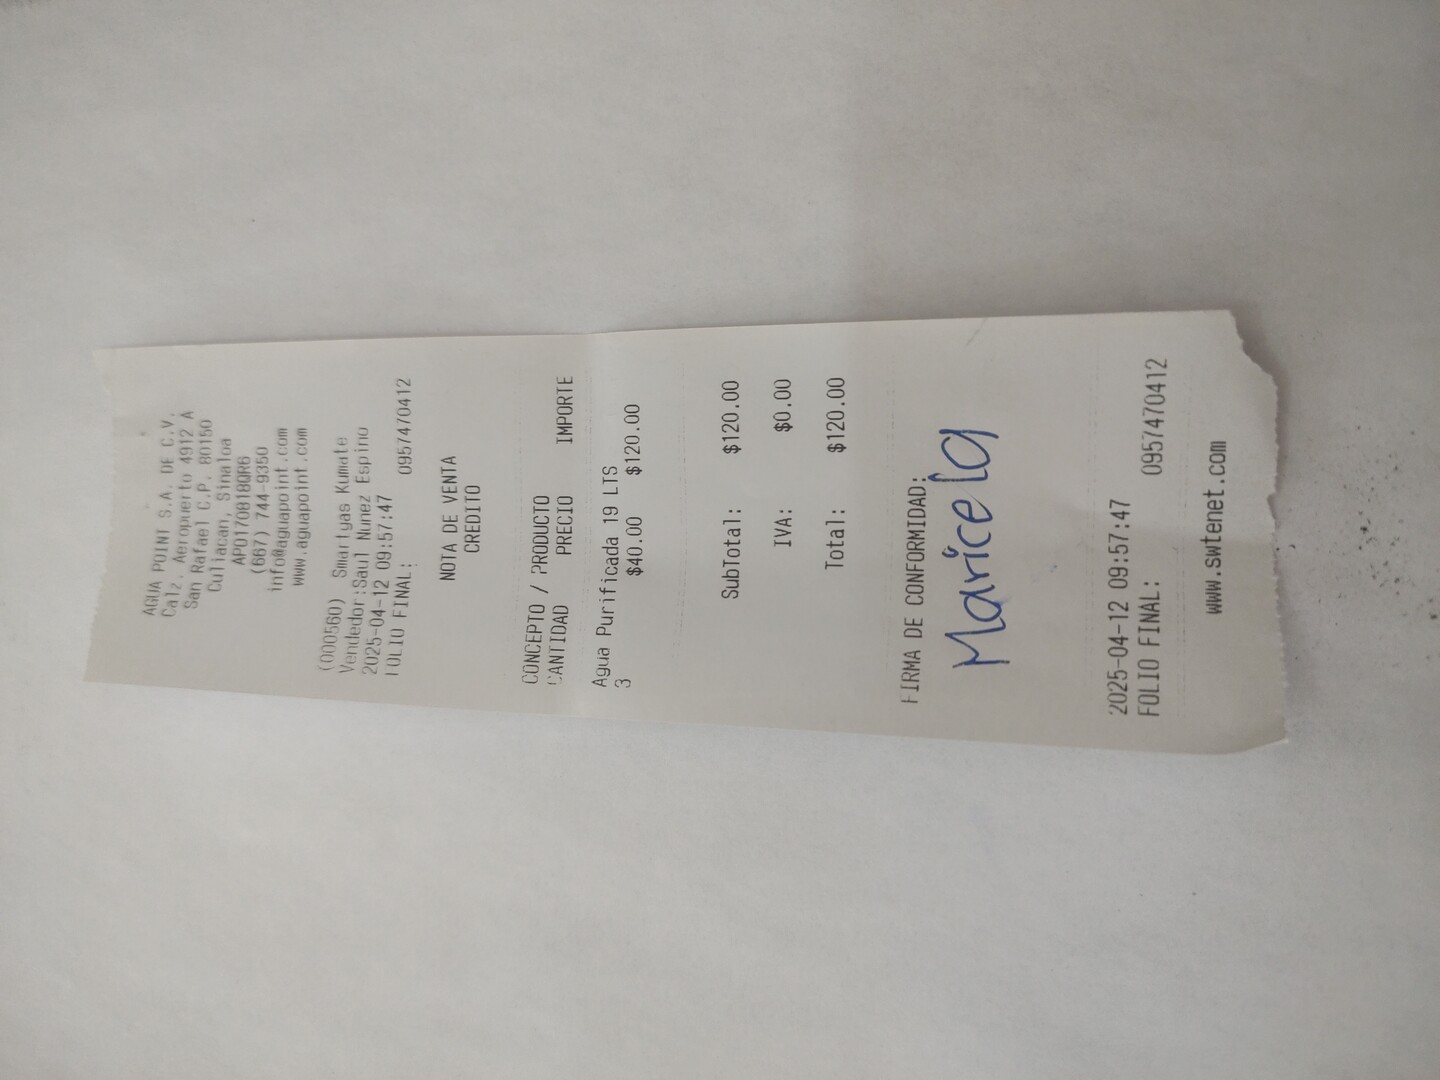 AGUA POINT S.A. DE C.V.
Calz. Aeropuerto 4912 A
San Rafael C.P. 80150
Culiacan, Sinaloa
APO170818QR6
(667) 744-9350
info@aguapoint.com
www.aguapoint.com
(000560) Smartgas Kumate
Vendedor:Saul Nunez Espino
2025-04-12 09:57:47
FOLIO FINAL: 0957470412
NOTA DE VENTA
CREDITO
CONCEPTO / PRODUCTO
CANTIDAD PRECIO IMPORTE
Agua Purificada 19 LTS
3 $40.00 $120.00
SubTotal: $120.00
IVA: $0.00
Total: $120.00
FIRMA DE CONFORMIDAD:
Maricela
2025-04-12 09:57:47
FOLIO FINAL: 0957470412
www.swtenet.com